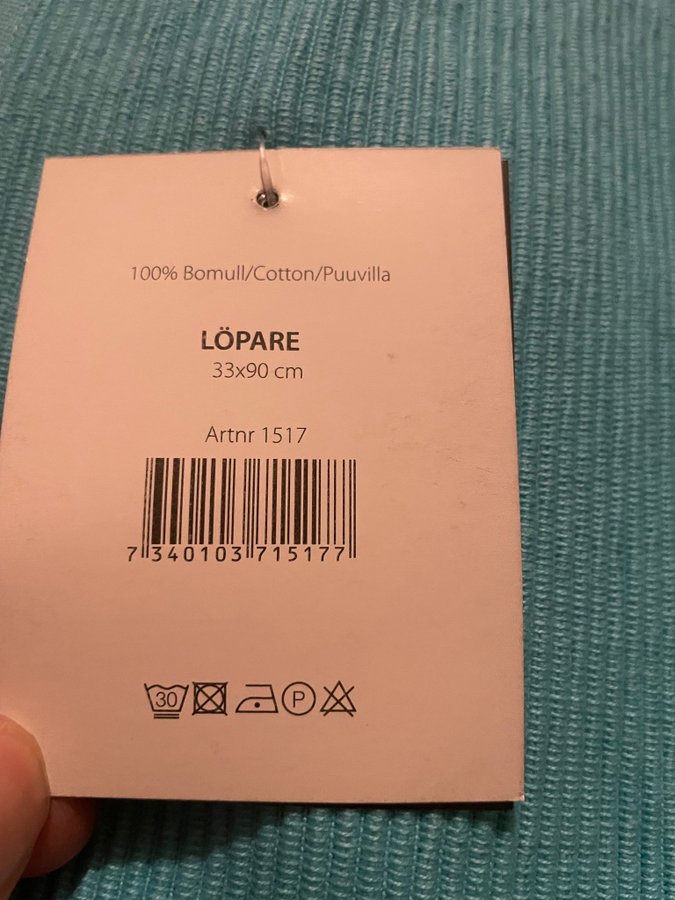 100% Bomull/Cotton/Puuvilla
LÖPARE
33x90 cm
Artnr 1517
7 340103 715177
30 P